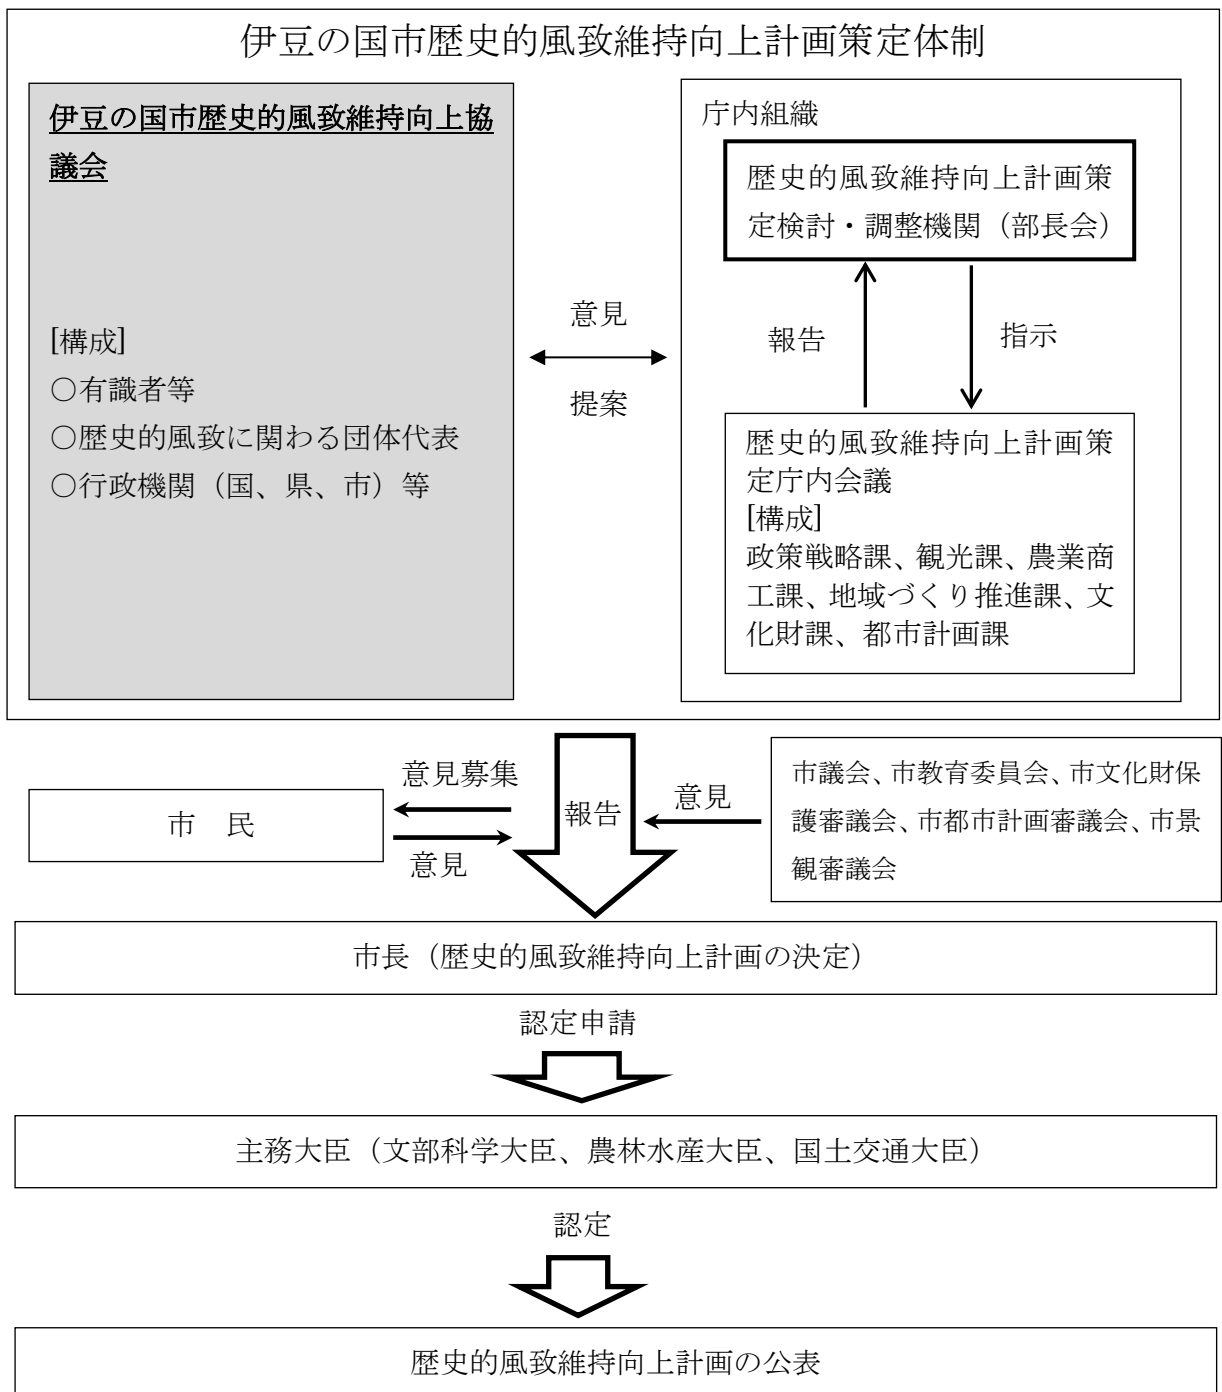 伊豆の国市歴史的風致維持向上計画策定体制
伊豆の国市歴史的風致維持向上協
議会
[構成]
○有識者等
○歴史的風致に関わる団体代表
○行政機関（国、県、市）等
意見
提案
庁内組織
歴史的風致維持向上計画策
定検討・調整機関（部長会）
報告
指示
歴史的風致維持向上計画策
定庁内会議
[構成]
政策戦略課、観光課、農業商
工課、地域づくり推進課、文
化財課、都市計画課
市　民
意見募集
意見
報告
意見
市議会、市教育委員会、市文化財保
護審議会、市都市計画審議会、市景
観審議会
市長（歴史的風致維持向上計画の決定）
認定申請
主務大臣（文部科学大臣、農林水産大臣、国土交通大臣）
認定
歴史的風致維持向上計画の公表